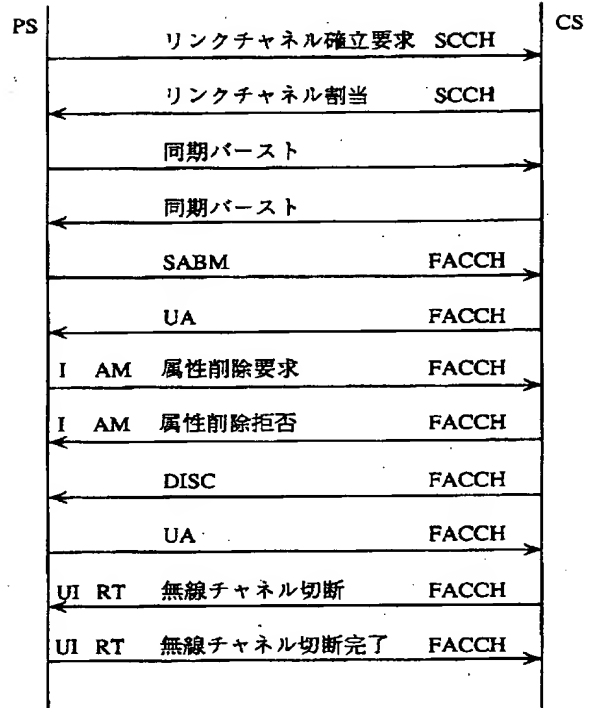 PS CS
リンクチャネル確立要求 SCCH
リンクチャネル割当 SCCH
同期バースト
同期バースト
SABM FACCH
UA FACCH
I AM 属性削除要求 FACCH
I AM 属性削除拒否 FACCH
DISC FACCH
UA FACCH
UI RT 無線チャネル切断 FACCH
UI RT 無線チャネル切断完了 FACCH